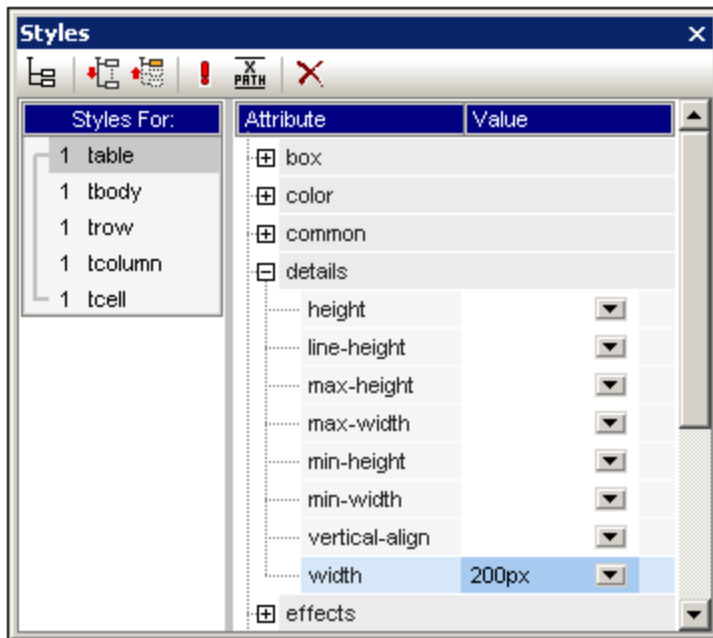 Styles
X
PATH
Styles For:
1 table
1 tbody
1 trow
1 tcolumn
1 tcell
Attribute Value
box
color
common
details
height
line-height
max-height
max-width
min-height
min-width
vertical-align
width 200px
effects